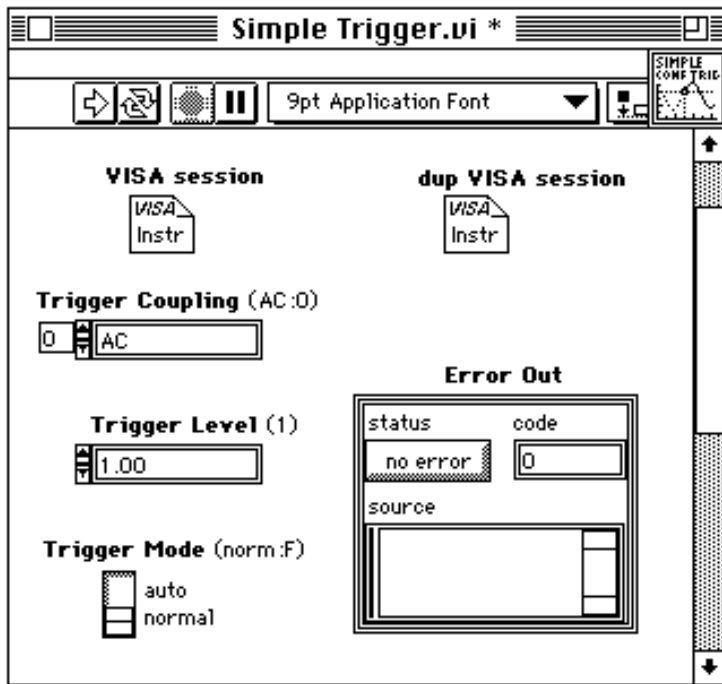 Simple Trigger.vi *
SIMPLE
CONF TRIG
9pt Application Font
VISA session
dup VISA session
VISA
Instr
VISA
Instr
Trigger Coupling (AC:0)
0
AC
Error Out
Trigger Level (1)
status
code
1.00
no error
0
source
Trigger Mode (norm:F)
auto
normal